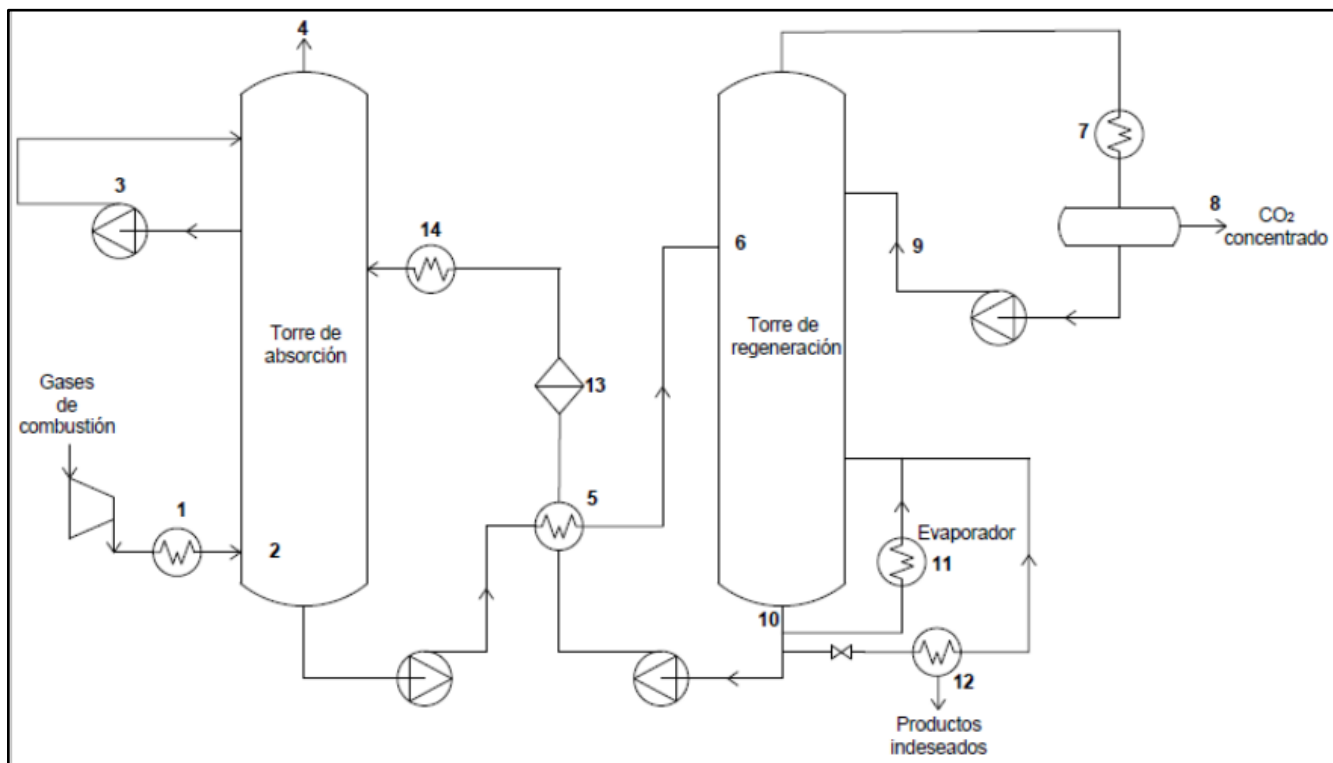 4
7
3
8
CO₂
concentrado
14
6
9
Torre de
absorción
Torre de
regeneración
Gases
de
combustión
13
5
1
Evaporador
2
11
10
12
Productos
indeseados